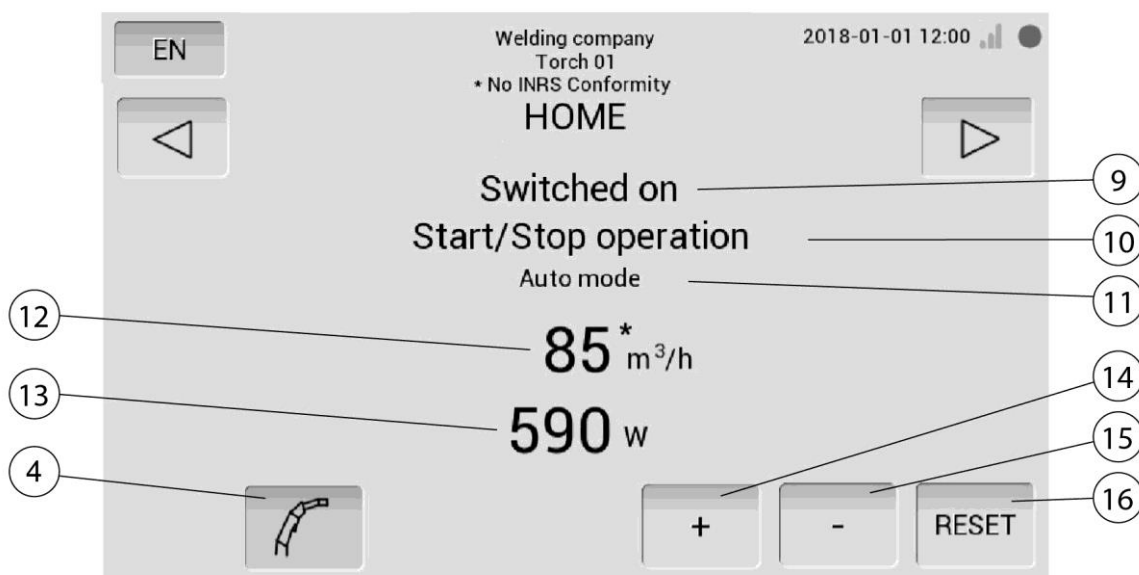 EN
Welding company
Torch 01
* No INRS Conformity
2018-01-01 12:00
HOME
Switched on
9
Start/Stop operation
10
Auto mode
11
12
85 * m³/h
14
13
590 W
15
4
16
+
-
RESET